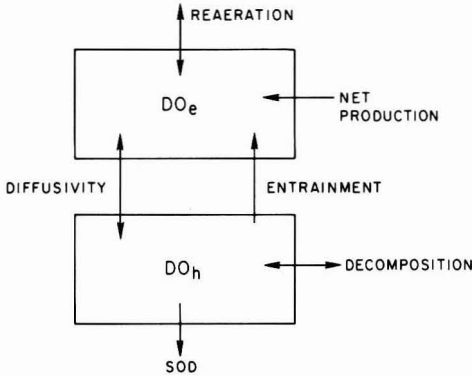 REAERATION
DOe
NET
PRODUCTION
DIFFUSIVITY
ENTRAINMENT
DOh
DECOMPOSITION
SOD